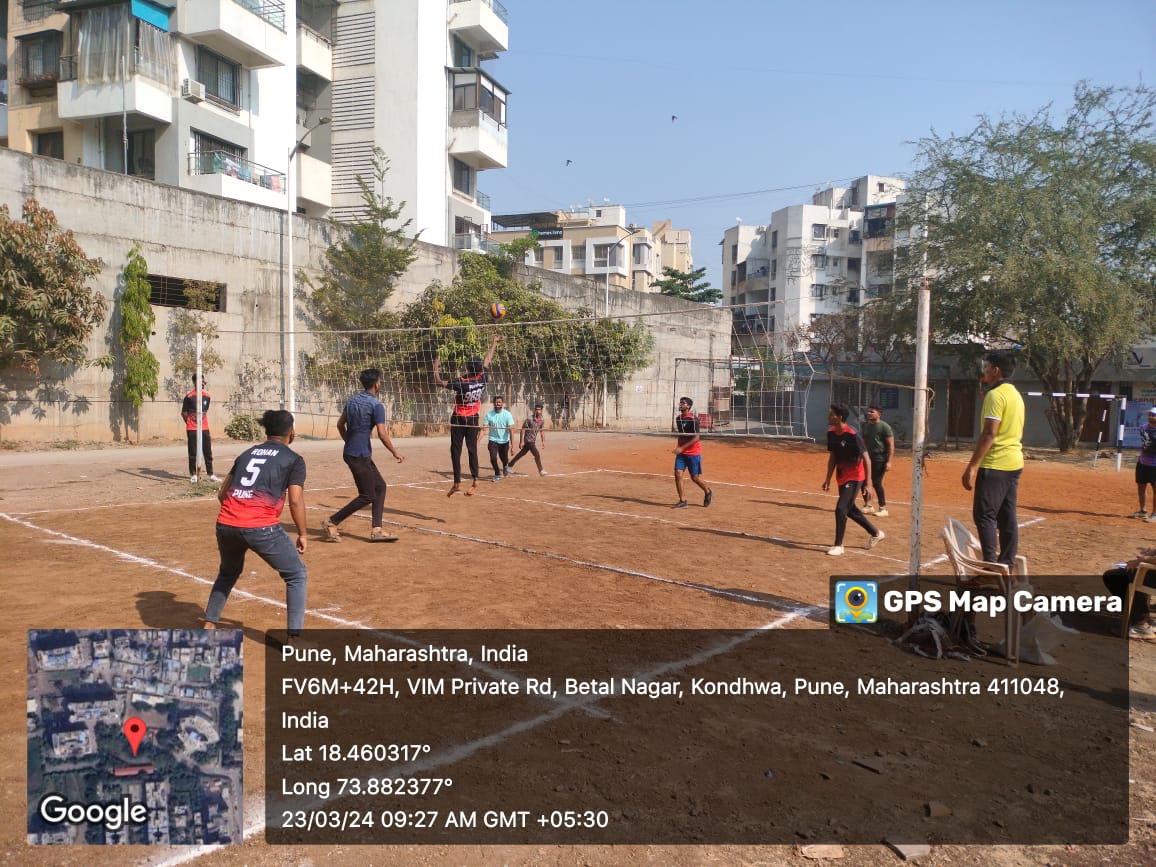 ROHAN
5
PUNE
GPS Map Camera
Pune, Maharashtra, India
FV6M+42H, VIM Private Rd, Betal Nagar, Kondhwa, Pune, Maharashtra 411048,
India
Lat 18.460317°
Long 73.882377°
23/03/24 09:27 AM GMT +05:30
Google